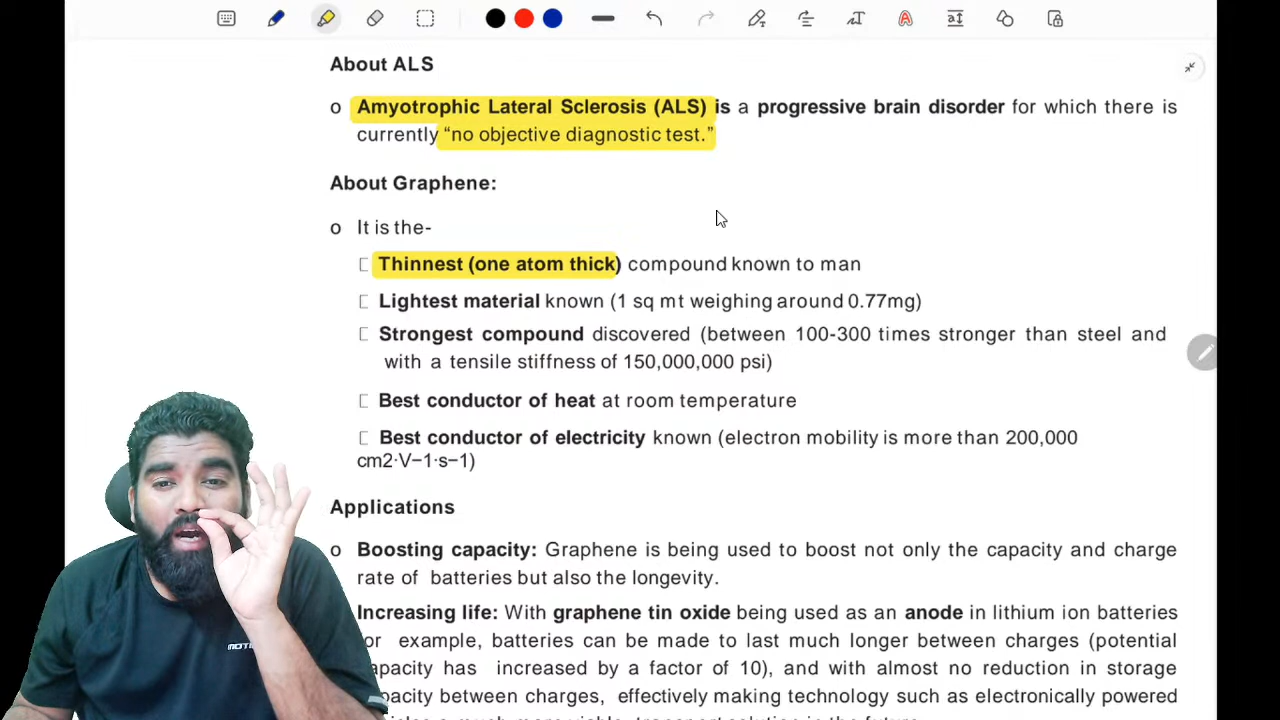 About ALS
o Amyotrophic Lateral Sclerosis (ALS) is a progressive brain disorder for which there is
currently “no objective diagnostic test.”
About Graphene:
o It is the-
Thinnest (one atom thick) compound known to man
Lightest material known (1 sq mt weighing around 0.77mg)
Strongest compound discovered (between 100-300 times stronger than steel and
with a tensile stiffness of 150,000,000 psi)
Best conductor of heat at room temperature
Best conductor of electricity known (electron mobility is more than 200,000
cm2·V−1·s−1)
Applications
o Boosting capacity: Graphene is being used to boost not only the capacity and charge
rate of batteries but also the longevity.
Increasing life: With graphene tin oxide being used as an anode in lithium ion batteries
example, batteries can be made to last much longer between charges (potential
has increased by a factor of 10), and with almost no reduction in storage
between charges, effectively making technology such as electronically powered